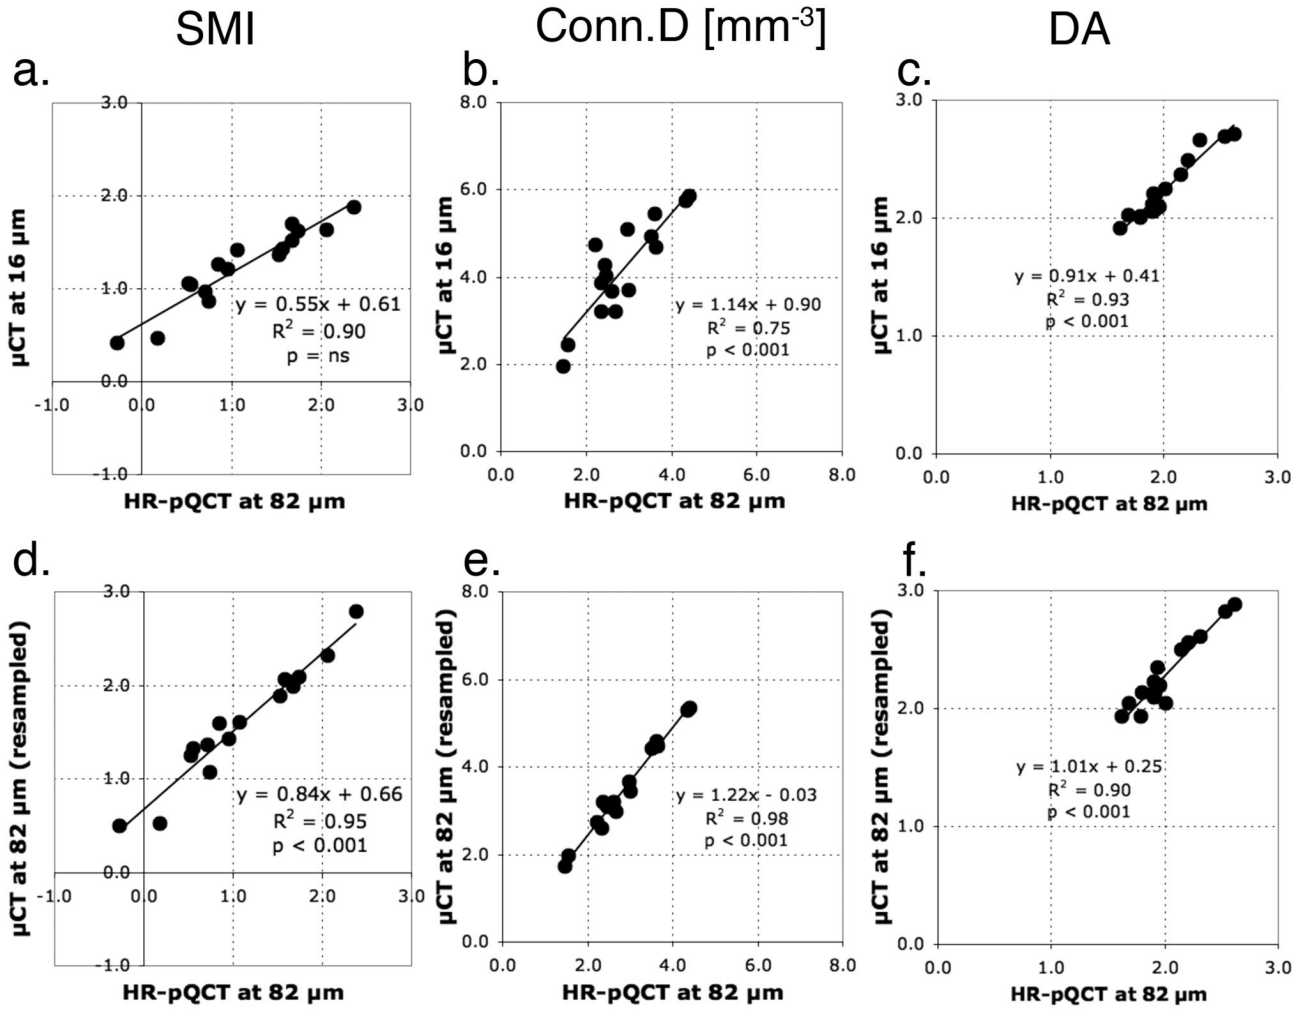 SMI
Conn.D [mm-3]
DA
a.
3.0
2.0
1.0
0.0
-1.0
-1.0 0.0 1.0 2.0 3.0
µCT at 16 µm
y = 0.55x + 0.61
R2 = 0.90
p = ns
HR-pQCT at 82 µm
b.
8.0
6.0
4.0
2.0
0.0
0.0 2.0 4.0 6.0 8.0
µCT at 16 µm
y = 1.14x + 0.90
R2 = 0.75
p < 0.001
HR-pQCT at 82 µm
c.
3.0
2.0
1.0
0.0
0.0 1.0 2.0 3.0
µCT at 16 µm
y = 0.91x + 0.41
R2 = 0.93
p < 0.001
HR-pQCT at 82 µm
d.
3.0
2.0
1.0
0.0
-1.0
-1.0 0.0 1.0 2.0 3.0
µCT at 82 µm (resampled)
y = 0.84x + 0.66
R2 = 0.95
p < 0.001
HR-pQCT at 82 µm
e.
8.0
6.0
4.0
2.0
0.0
0.0 2.0 4.0 6.0 8.0
µCT at 82 µm (resampled)
y = 1.22x - 0.03
R2 = 0.98
p < 0.001
HR-pQCT at 82 µm
f.
3.0
2.0
1.0
0.0
0.0 1.0 2.0 3.0
µCT at 82 µm (resampled)
y = 1.01x + 0.25
R2 = 0.90
p < 0.001
HR-pQCT at 82 µm